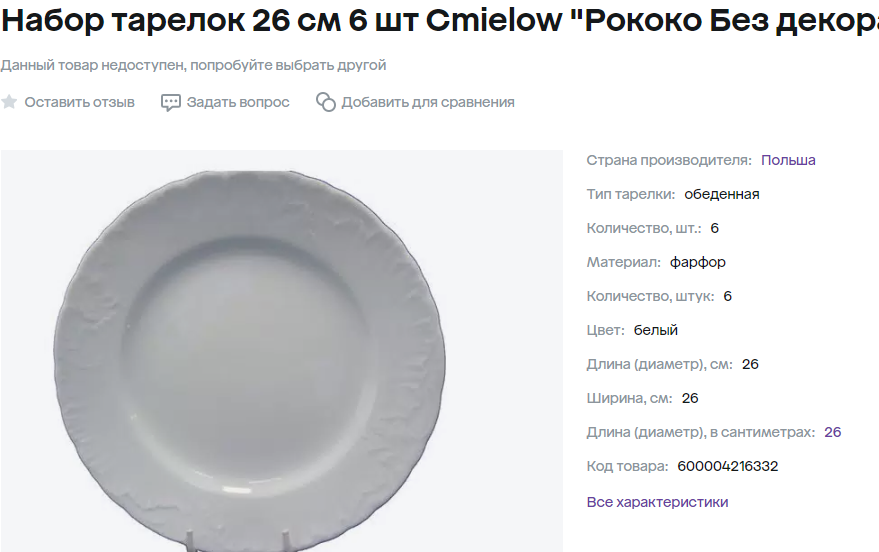 Набор тарелок 26 см 6 шт Cmielow "Рококо Без декора
Данный товар недоступен, попробуйте выбрать другой
Оставить отзыв Задать вопрос Добавить для сравнения
Страна производителя: Польша
Тип тарелки: обеденная
Количество, шт.: 6
Материал: фарфор
Количество, штук: 6
Цвет: белый
Длина (диаметр), см: 26
Ширина, см: 26
Длина (диаметр), в сантиметрах: 26
Код товара: 600004216332
Все характеристики